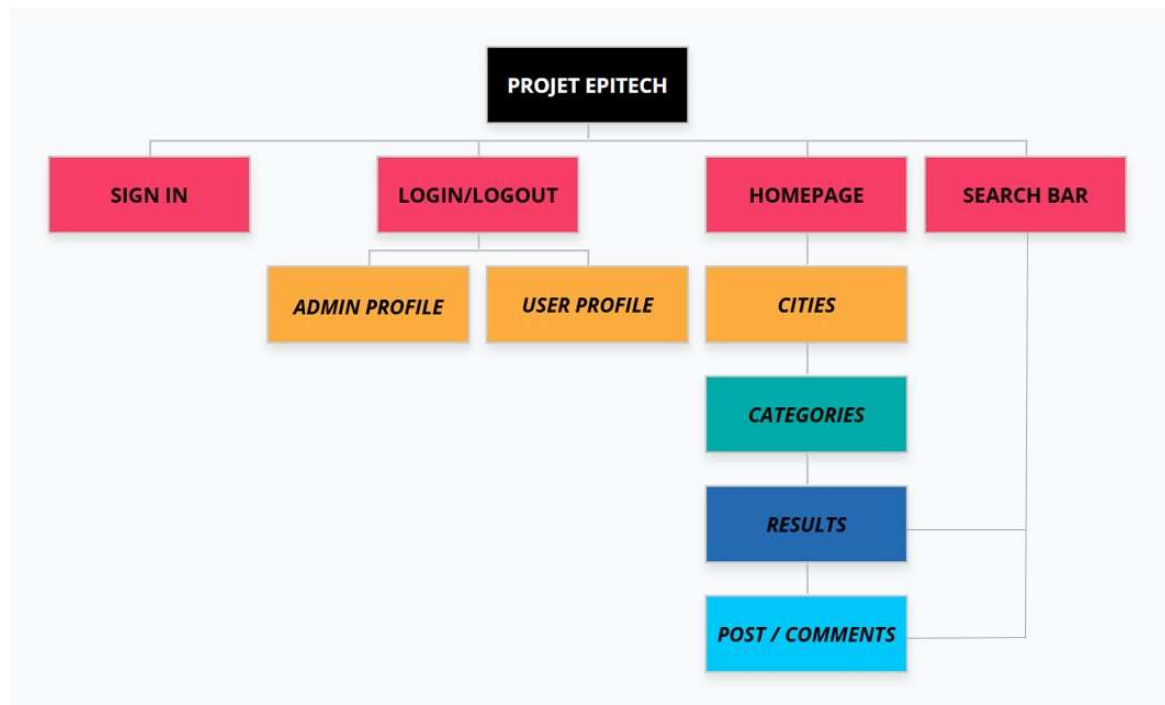 PROJET EPITECH
SIGN IN
LOGIN/LOGOUT
HOMEPAGE
SEARCH BAR
ADMIN PROFILE
USER PROFILE
CITIES
CATEGORIES
RESULTS
POST / COMMENTS